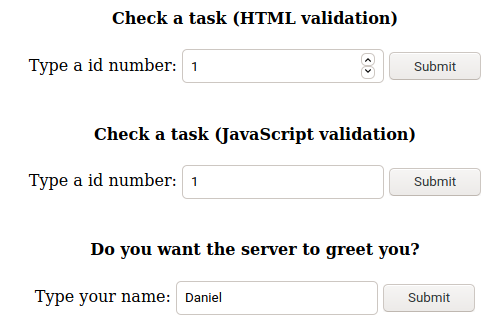 Check a task (HTML validation)
Type a id number: 1 Submit
Check a task (JavaScript validation)
Type a id number: 1 Submit
Do you want the server to greet you?
Type your name: Daniel Submit